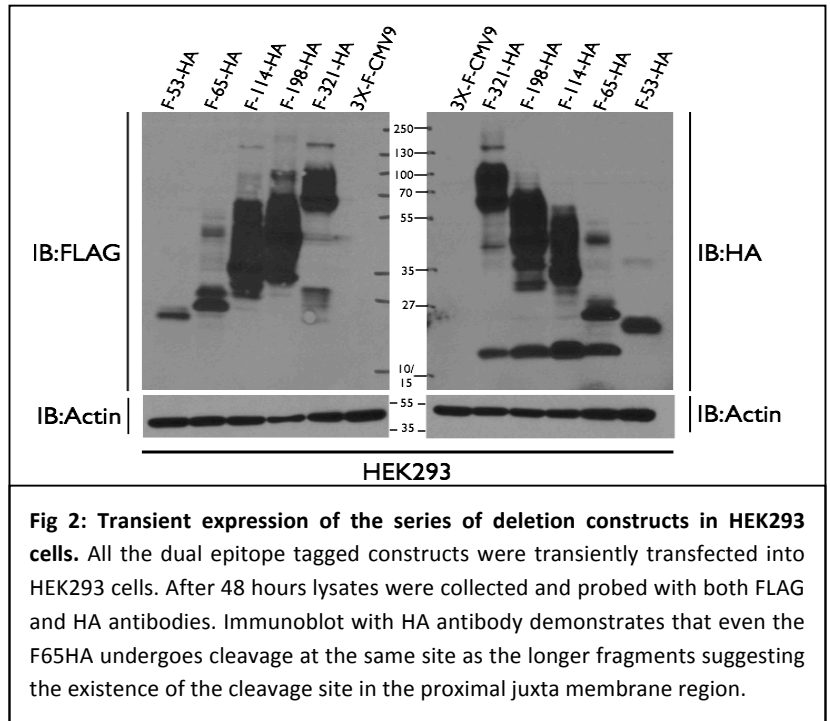 F-53-HA F-65-HA F-114-HA F-198-HA F-321-HA 3X-F-CMV9 3X-F-CMV9 F-321-HA F-198-HA F-114-HA F-65-HA F-53-HA
250
130
100
70
55
IB:FLAG IB:HA
35
27
10/
15
IB:Actin 55 IB:Actin
35
HEK293
Fig 2: Transient expression of the series of deletion constructs in HEK293
cells. All the dual epitope tagged constructs were transiently transfected into
HEK293 cells. After 48 hours lysates were collected and probed with both FLAG
and HA antibodies. Immunoblot with HA antibody demonstrates that even the
F65HA undergoes cleavage at the same site as the longer fragments suggesting
the existence of the cleavage site in the proximal juxta membrane region.